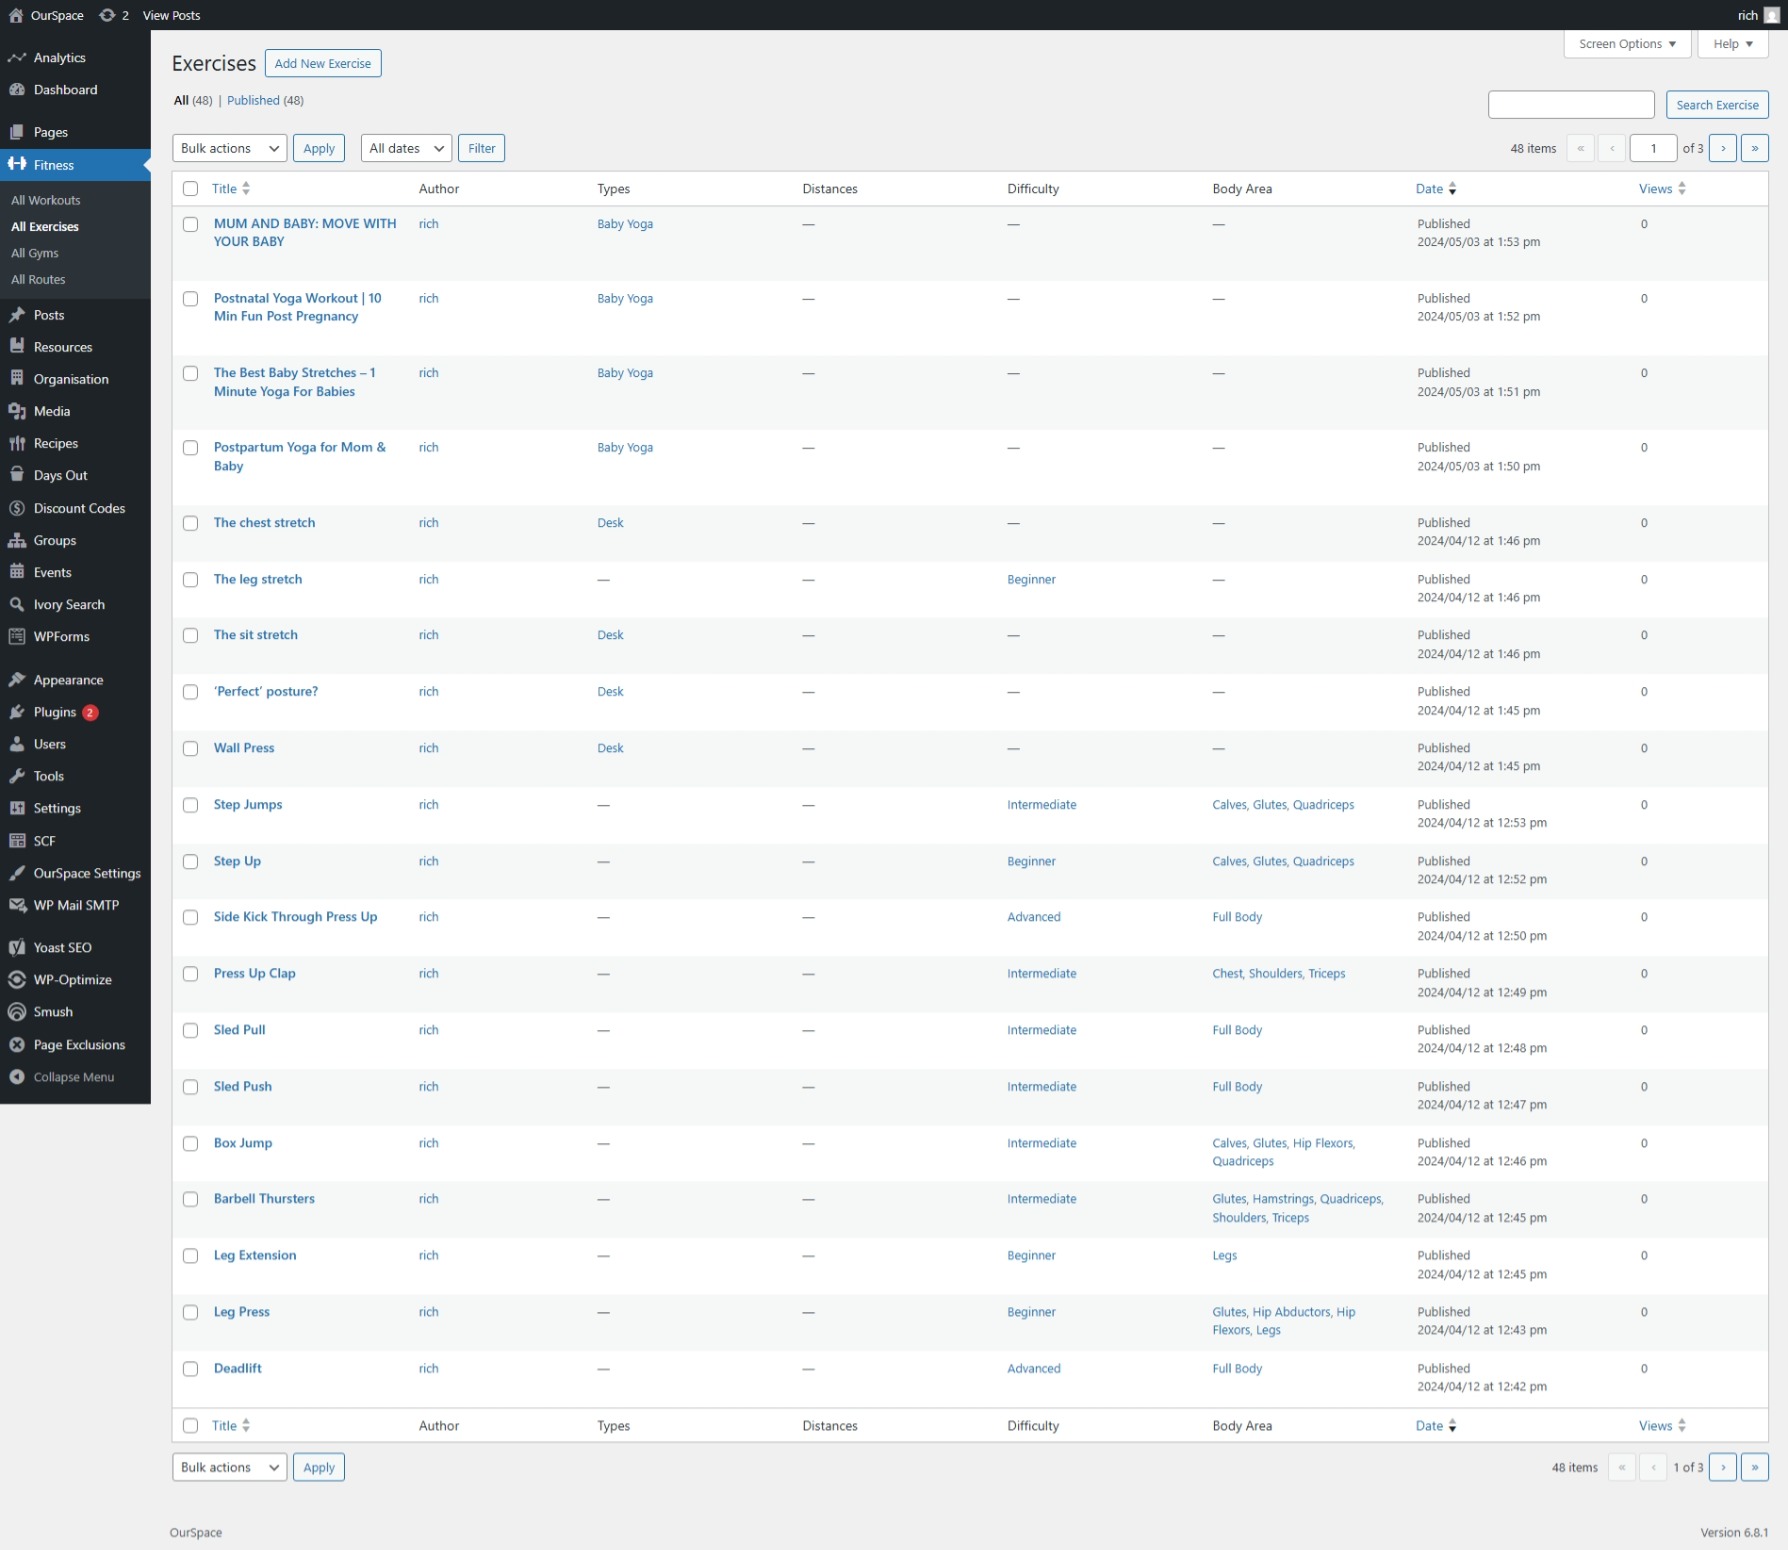 OurSpace 2 View Posts rich
Analytics
Dashboard
Pages
Fitness
All Workouts
All Exercises
All Gyms
All Routes
Posts
Resources
Organisation
Media
Recipes
Days Out
Discount Codes
Groups
Events
Ivory Search
WPForms
Appearance
Plugins 2
Users
Tools
Settings
SCF
OurSpace Settings
WP Mail SMTP
Yoast SEO
WP-Optimize
Smush
Page Exclusions
Collapse Menu
Screen Options ▼ Help ▼
Exercises Add New Exercise
All (48) | Published (48)
Search Exercise
Bulk actions Apply All dates Filter 48 items « ‹ 1 of 3 › »
Title Author Types Distances Difficulty Body Area Date Views
MUM AND BABY: MOVE WITH rich Baby Yoga — — — Published 0
YOUR BABY 2024/05/03 at 1:53 pm
Postnatal Yoga Workout | 10 rich Baby Yoga — — — Published 0
Min Fun Post Pregnancy 2024/05/03 at 1:52 pm
The Best Baby Stretches – 1 rich Baby Yoga — — — Published 0
Minute Yoga For Babies 2024/05/03 at 1:51 pm
Postpartum Yoga for Mom & rich Baby Yoga — — — Published 0
Baby 2024/05/03 at 1:50 pm
The chest stretch rich Desk — — — Published 0
2024/04/12 at 1:46 pm
The leg stretch rich — — Beginner — Published 0
2024/04/12 at 1:46 pm
The sit stretch rich Desk — — — Published 0
2024/04/12 at 1:46 pm
‘Perfect’ posture? rich Desk — — — Published 0
2024/04/12 at 1:45 pm
Wall Press rich Desk — — — Published 0
2024/04/12 at 1:45 pm
Step Jumps rich — — Intermediate Calves, Glutes, Quadriceps Published 0
2024/04/12 at 12:53 pm
Step Up rich — — Beginner Calves, Glutes, Quadriceps Published 0
2024/04/12 at 12:52 pm
Side Kick Through Press Up rich — — Advanced Full Body Published 0
2024/04/12 at 12:50 pm
Press Up Clap rich — — Intermediate Chest, Shoulders, Triceps Published 0
2024/04/12 at 12:49 pm
Sled Pull rich — — Intermediate Full Body Published 0
2024/04/12 at 12:48 pm
Sled Push rich — — Intermediate Full Body Published 0
2024/04/12 at 12:47 pm
Box Jump rich — — Intermediate Calves, Glutes, Hip Flexors, Published 0
Quadriceps 2024/04/12 at 12:46 pm
Barbell Thursters rich — — Intermediate Glutes, Hamstrings, Quadriceps, Published 0
Shoulders, Triceps 2024/04/12 at 12:45 pm
Leg Extension rich — — Beginner Legs Published 0
2024/04/12 at 12:45 pm
Leg Press rich — — Beginner Glutes, Hip Abductors, Hip Published 0
Flexors, Legs 2024/04/12 at 12:43 pm
Deadlift rich — — Advanced Full Body Published 0
2024/04/12 at 12:42 pm
Title Author Types Distances Difficulty Body Area Date Views
Bulk actions Apply 48 items « ‹ 1 of 3 › »
OurSpace Version 6.8.1